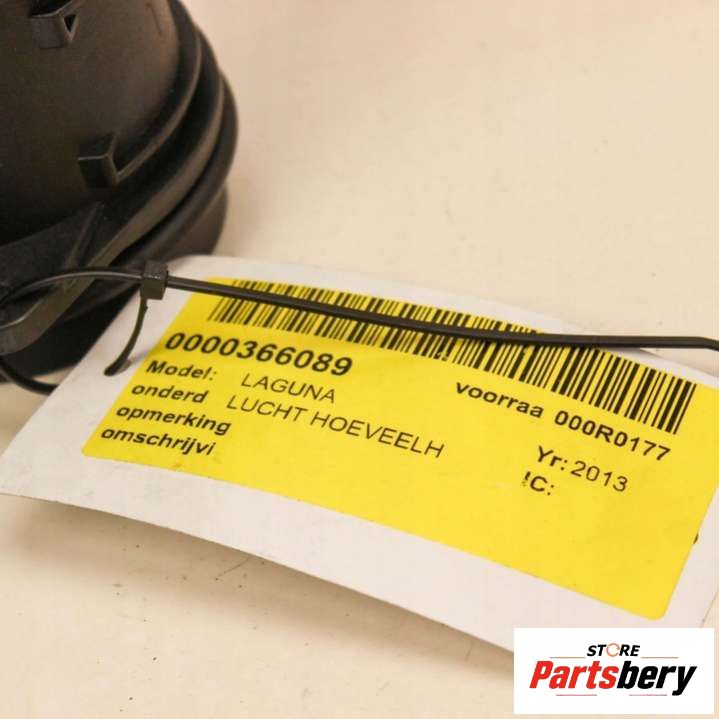 0000366089
voorraa 000R0177
Model: LAGUNA
onderd LUCHT HOEVEELH
opmerking
omschrijvi
Yr: 2013
IC:
STORE
Partsbery